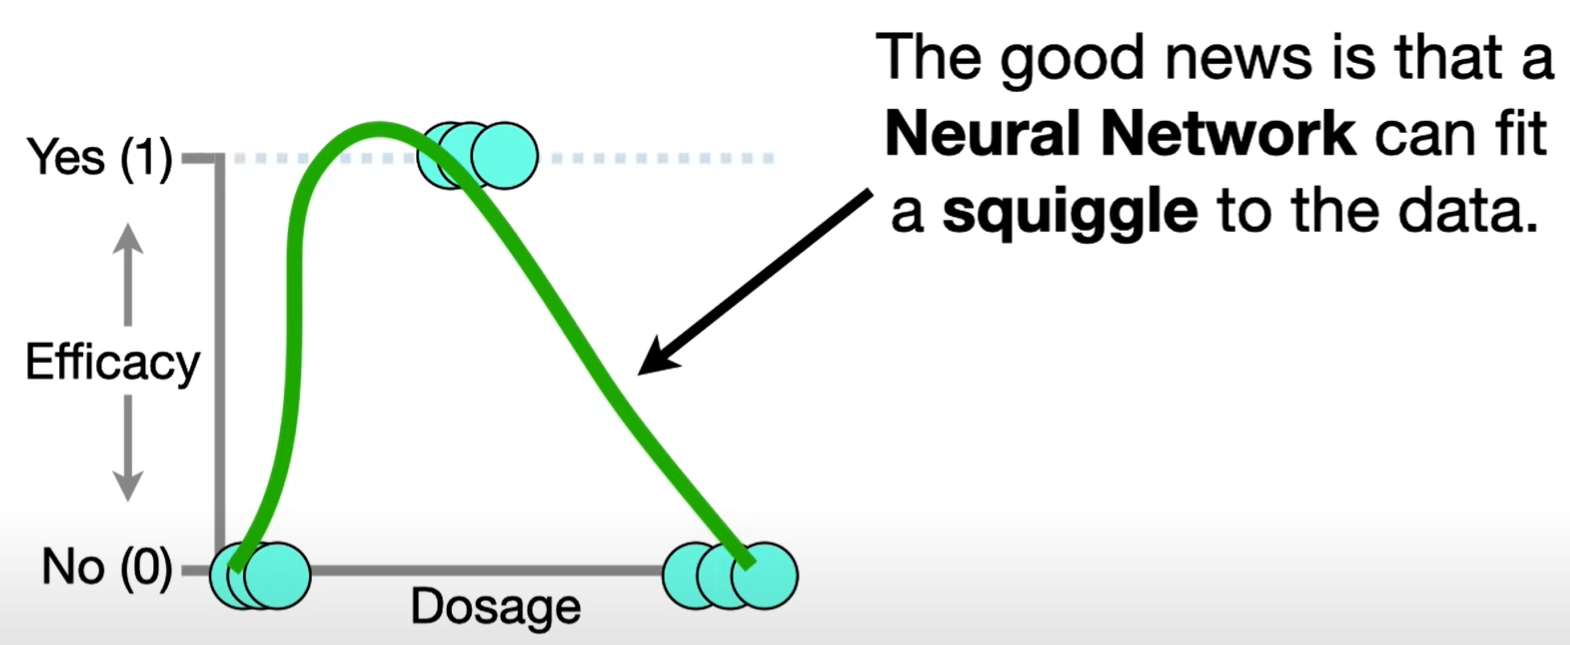 The good news is that a
Neural Network can fit
a squiggle to the data.
Yes (1)
Efficacy
No (0)
Dosage